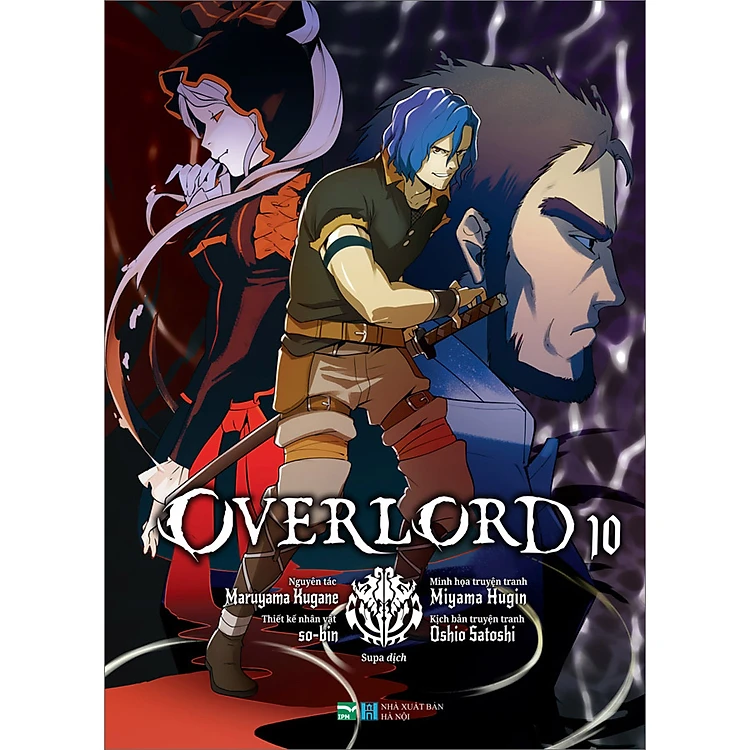 OVERLORD 10
Nguyên tác
Maruyama Kugane
Thiết kế nhân vật
so-bin
Minh họa truyện tranh
Miyama Hugin
Kịch bản truyện tranh
Oshio Satoshi
Supa dịch
IPM
NHÀ XUẤT BẢN
HÀ NỘI